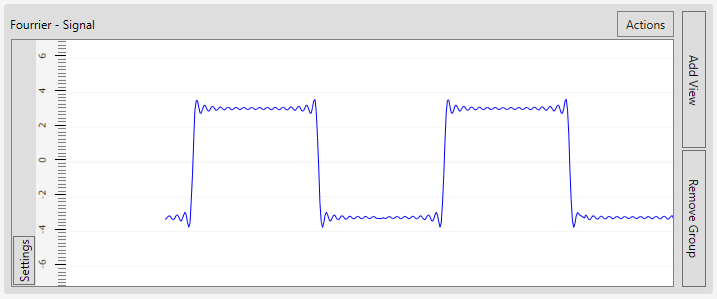 Fourrier - Signal
Actions
6
4
2
0
-2
-4
-6
Settings
Add View
Remove Group